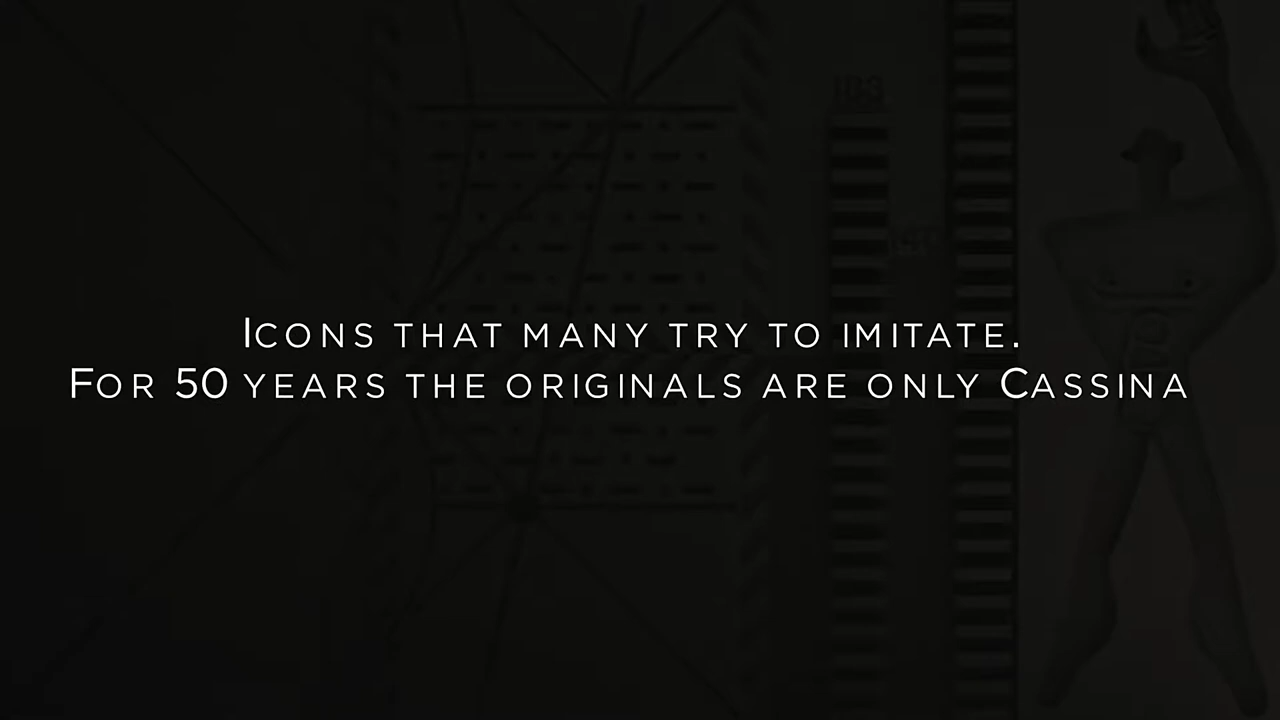 Icons that many try to imitate.
For 50 years the originals are only Cassina